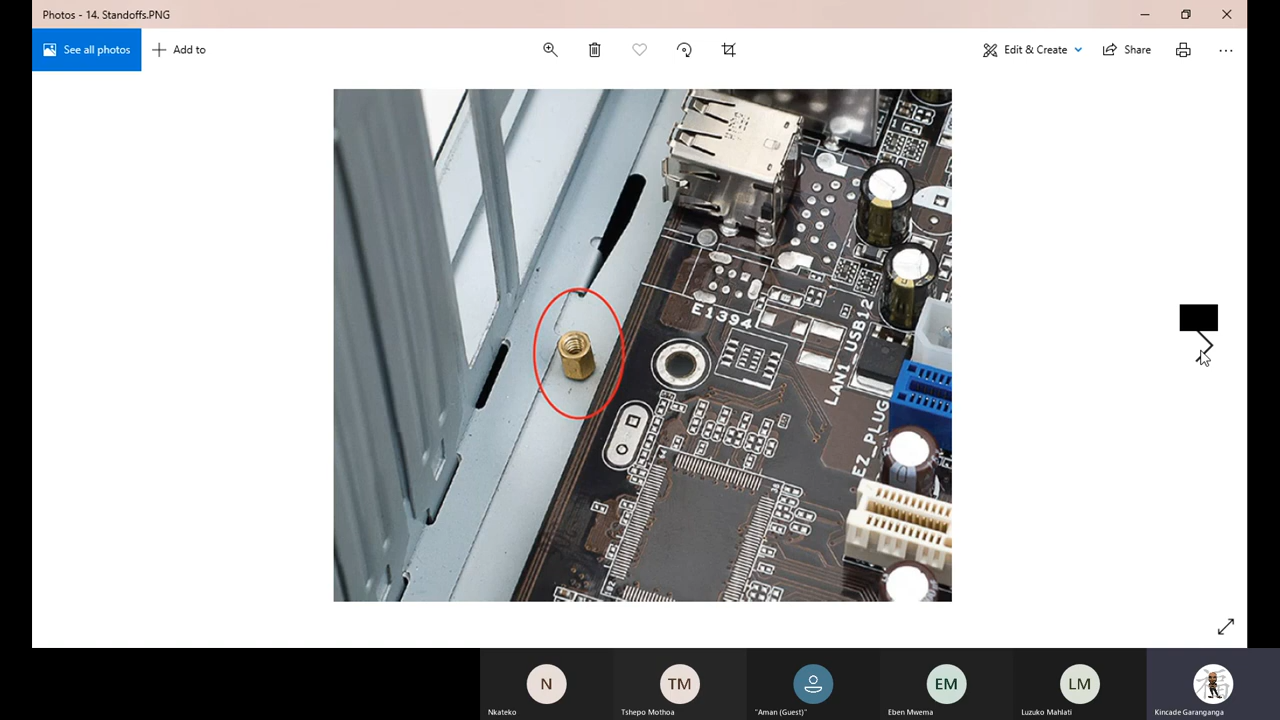 Photos - 14. Standoffs.PNG
See all photos
Add to
Edit & Create
Share
E1394
LAN1_USB12
EZ_PLUG
N
TM
EM
LM
Nkateko
Tshepo Mothoa
"Aman (Guest)"
Eben Mwema
Luzuko Mahlati
Kincade Garanganga